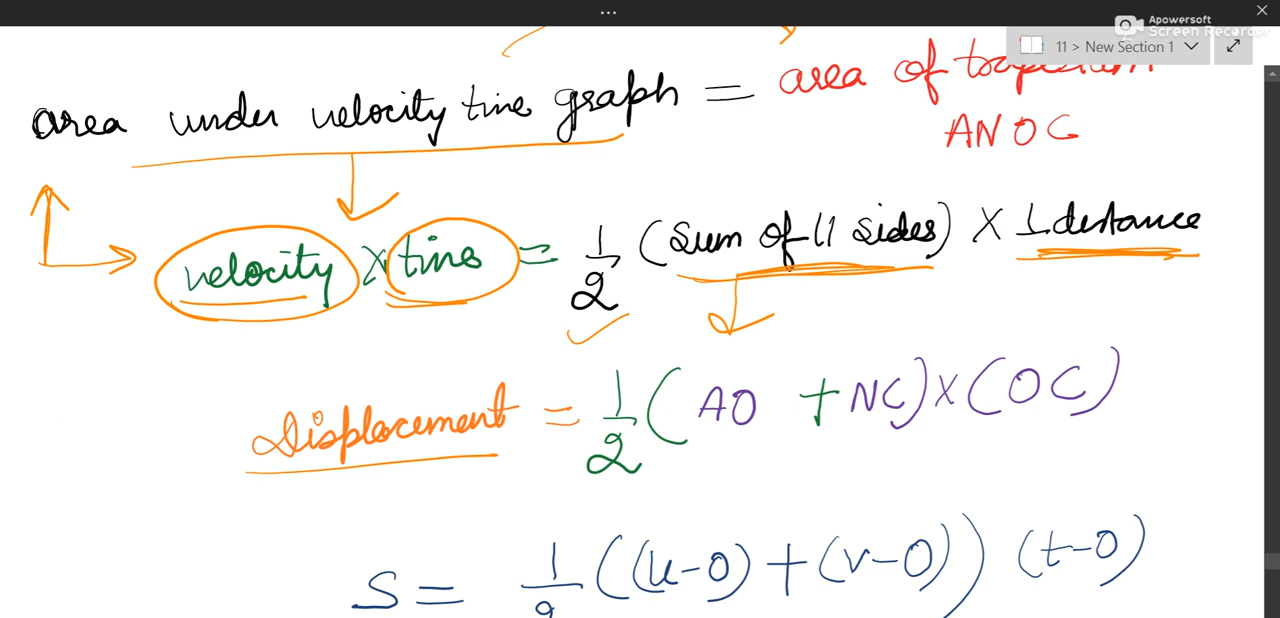 ...
Apowersoft
Screen Recorder
11 > New Section 1
area under velocity time graph = area of trapezium
ANOC
velocity × time = 1/2 (Sum of || sides) × ⊥ distance
Displacement = 1/2 (AO + NC) × (OC)
S = 1/2 ((u-0) + (v-0)) (t-0)